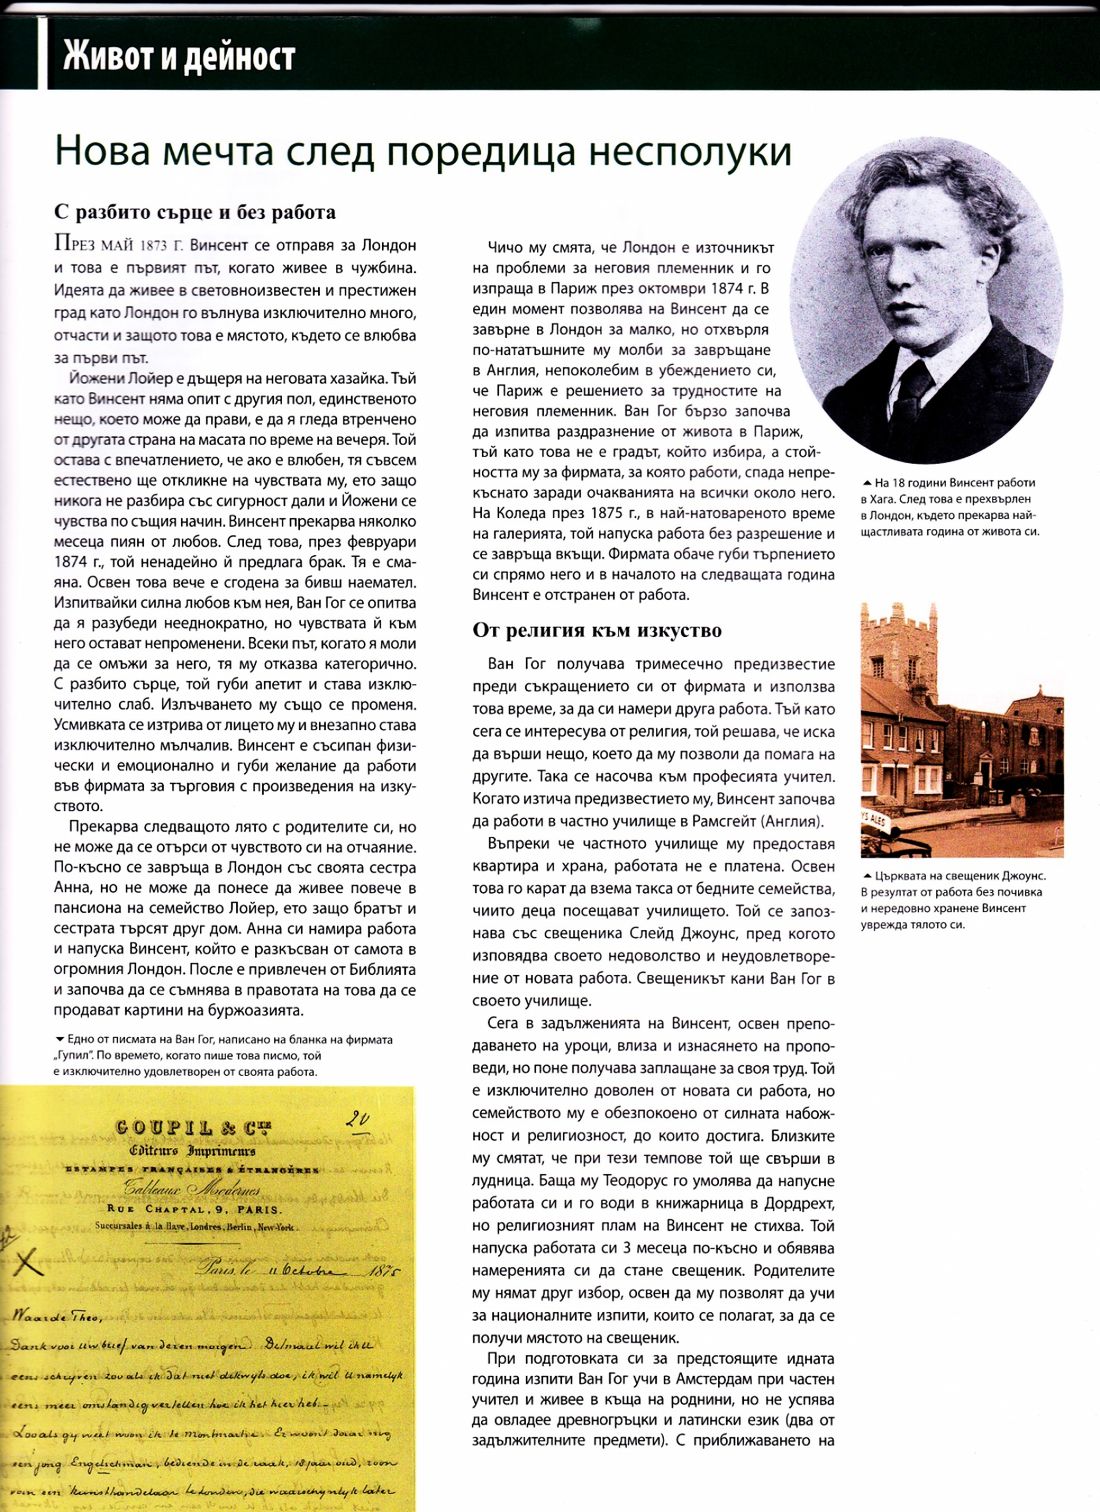 Живот и дейност
Нова мечта след поредица несполуки
С разбито сърце и без работа
През май 1873 г. Винсент се отправя за Лондон
и това е първият път, когато живее в чужбина.
Идеята да живее в световноизвестен и престижен
град като Лондон го вълнува изключително много,
отчасти и защото това е мястото, където се влюбва
за първи път.
Йожени Лойер е дъщеря на неговата хазайка. Тъй
като Винсент няма опит с другия пол, единственото
нещо, което може да прави, е да я гледа втренчено
от другата страна на масата по време на вечеря. Той
остава с впечатлението, че ако е влюбен, тя съвсем
естествено ще откликне на чувствата му, ето защо
никога не разбира със сигурност дали и Йожени се
чувства по същия начин. Винсент прекарва няколко
месеца пиян от любов. След това, през февруари
1874 г., той ненадейно ѝ предлага брак. Тя е сма-
яна. Освен това вече е сгодена за бивш наемател.
Изпитвайки силна любов към нея, Ван Гог се опитва
да я разубеди нееднократно, но чувствата ѝ към
него остават непроменени. Всеки път, когато я моли
да се омъжи за него, тя му отказва категорично.
С разбито сърце, той губи апетит и става изклю-
чително слаб. Излъчването му също се променя.
Усмивката се изтрива от лицето му и внезапно става
изключително мълчалив. Винсент е съсипан физи-
чески и емоционално и губи желание да работи
във фирмата за търговия с произведения на изку-
ството.
Прекарва следващото лято с родителите си, но
не може да се отърси от чувството си на отчаяние.
По-късно се завръща в Лондон със своята сестра
Анна, но не може да понесе да живее повече в
пансиона на семейство Лойер, ето защо братът и
сестрата търсят друг дом. Анна си намира работа
и напуска Винсент, който е разкъсван от самота в
огромния Лондон. После е привлечен от Библията
и започва да се съмнява в правотата на това да се
продават картини на буржоазията.
Едно от писмата на Ван Гог, написано на бланка на фирмата
„Гупил”. По времето, когато пише това писмо, той
е изключително удовлетворен от своята работа.
20
GOUPIL & Cie
Editeurs Imprimeurs
ESTAMPES FRANÇAISES & ÉTRANGÈRES
Tableaux Modernes
RUE CHAPTAL, 9, PARIS.
Succursales à la Haye, Londres, Berlin, New-York.
Paris, le 11 Octobre 1875
Waarde Theo,
Dank voor uw brief van deren morgen. Ditmaal wil ik U
eens schrijven zooals ik dat niet dikwijls doe, ik wil U namelijk
eens meer omstandig vertellen hoe ik het hier heb.
Zooals gij weet woon ik te Montmartre. Er woont daar nog
een jong Engelschman, bediende in de zaak, 18 jaar oud, zoon
van een kunsthandelaar te Londen, die waarschijnlijk later
Чичо му смята, че Лондон е източникът
на проблеми за неговия племенник и го
изпраща в Париж през октомври 1874 г. В
един момент позволява на Винсент да се
завърне в Лондон за малко, но отхвърля
по-нататъшните му молби за завръщане
в Англия, непоколебим в убеждението си,
че Париж е решението за трудностите на
неговия племенник. Ван Гог бързо започва
да изпитва раздразнение от живота в Париж,
тъй като това не е градът, който избира, а стой-
ността му за фирмата, за която работи, спада непре-
къснато заради очакванията на всички около него.
На Коледа през 1875 г., в най-натовареното време
на галерията, той напуска работа без разрешение и
се завръща вкъщи. Фирмата обаче губи търпението
си спрямо него и в началото на следващата година
Винсент е отстранен от работа.
От религия към изкуство
Ван Гог получава тримесечно предизвестие
преди съкращението си от фирмата и използва
това време, за да си намери друга работа. Тъй като
сега се интересува от религия, той решава, че иска
да върши нещо, което да му позволи да помага на
другите. Така се насочва към професията учител.
Когато изтича предизвестието му, Винсент започва
да работи в частно училище в Рамсгейт (Англия).
Въпреки че частното училище му предоставя
квартира и храна, работата не е платена. Освен
това го карат да взема такса от бедните семейства,
чиито деца посещават училището. Той се запоз-
нава със свещеника Слейд Джоунс, пред когото
изповядва своето недоволство и неудовлетворе-
ние от новата работа. Свещеникът кани Ван Гог в
своето училище.
Сега в задълженията на Винсент, освен препо-
даването на уроци, влиза и изнасянето на пропо-
веди, но поне получава заплащане за своя труд. Той
е изключително доволен от новата си работа, но
семейството му е обезпокоено от силната набож-
ност и религиозност, до които достига. Близките
му смятат, че при тези темпове той ще свърши в
лудница. Баща му Теодорус го умолява да напусне
работата си и го води в книжарница в Дордрехт,
но религиозният плам на Винсент не стихва. Той
напуска работата си 3 месеца по-късно и обявява
намеренията си да стане свещеник. Родителите
му нямат друг избор, освен да му позволят да учи
за националните изпити, които се полагат, за да се
получи мястото на свещеник.
При подготовката си за предстоящите идната
година изпити Ван Гог учи в Амстердам при частен
учител и живее в къща на роднини, но не успява
да овладее древногръцки и латински език (два от
задължителните предмети). С приближаването на
На 18 години Винсент работи
в Хага. След това е прехвърлен
в Лондон, където прекарва най-
щастливата година от живота си.
YS ALES
Църквата на свещеник Джоунс.
В резултат от работа без почивка
и нередовно хранене Винсент
уврежда тялото си.